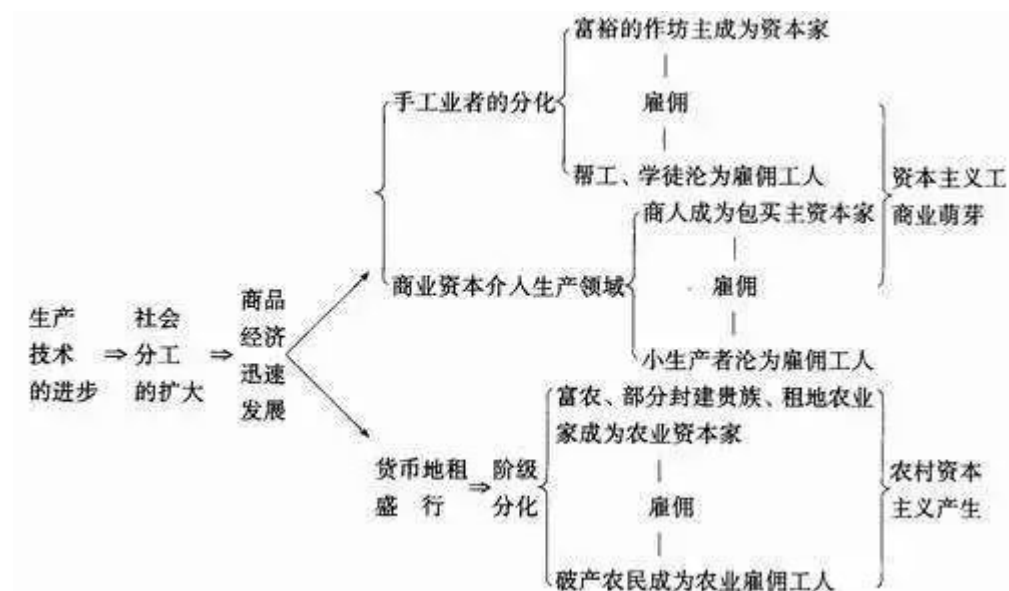 富裕的作坊主成为资本家
手工业者的分化
雇佣
帮工、学徒沦为雇佣工人
资本主义工
商业萌芽
商人成为包买主资本家
商业资本介人生产领域
雇佣
小生产者沦为雇佣工人
生产
技术
的进步
⇒
社会
分工
的扩大
⇒
商品
经济
迅速
发展
富农、部分封建贵族、租地农业
家成为农业资本家
货币地租
盛 行
⇒
阶级
分化
雇佣
农村资本
主义产生
破产农民成为农业雇佣工人